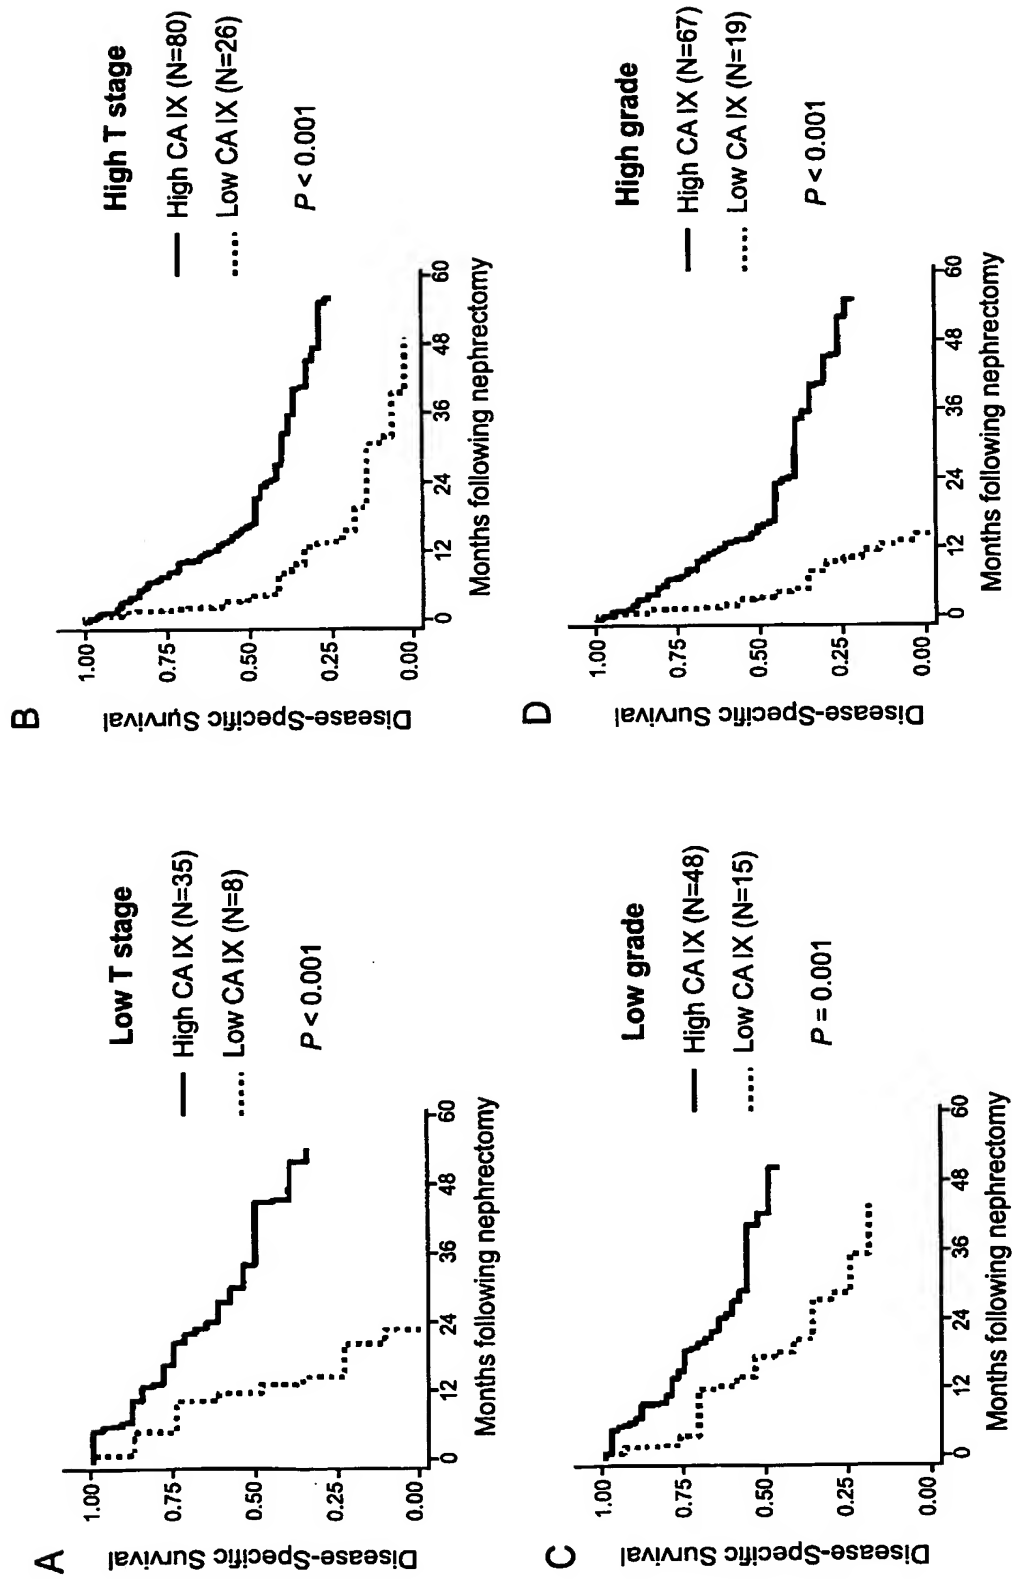 A
Disease-Specific Survival
1.00
0.75
0.50
0.25
0.00
0
12
24
36
48
60
Months following nephrectomy
Low T stage
High CA IX (N=35)
Low CA IX (N=8)
P < 0.001
B
Disease-Specific Survival
1.00
0.75
0.50
0.25
0.00
0
12
24
36
48
60
Months following nephrectomy
High T stage
High CA IX (N=80)
Low CA IX (N=26)
P < 0.001
C
Disease-Specific Survival
1.00
0.75
0.50
0.25
0.00
0
12
24
36
48
60
Months following nephrectomy
Low grade
High CA IX (N=48)
Low CA IX (N=15)
P = 0.001
D
Disease-Specific Survival
1.00
0.75
0.50
0.25
0.00
0
12
24
36
48
60
Months following nephrectomy
High grade
High CA IX (N=67)
Low CA IX (N=19)
P < 0.001